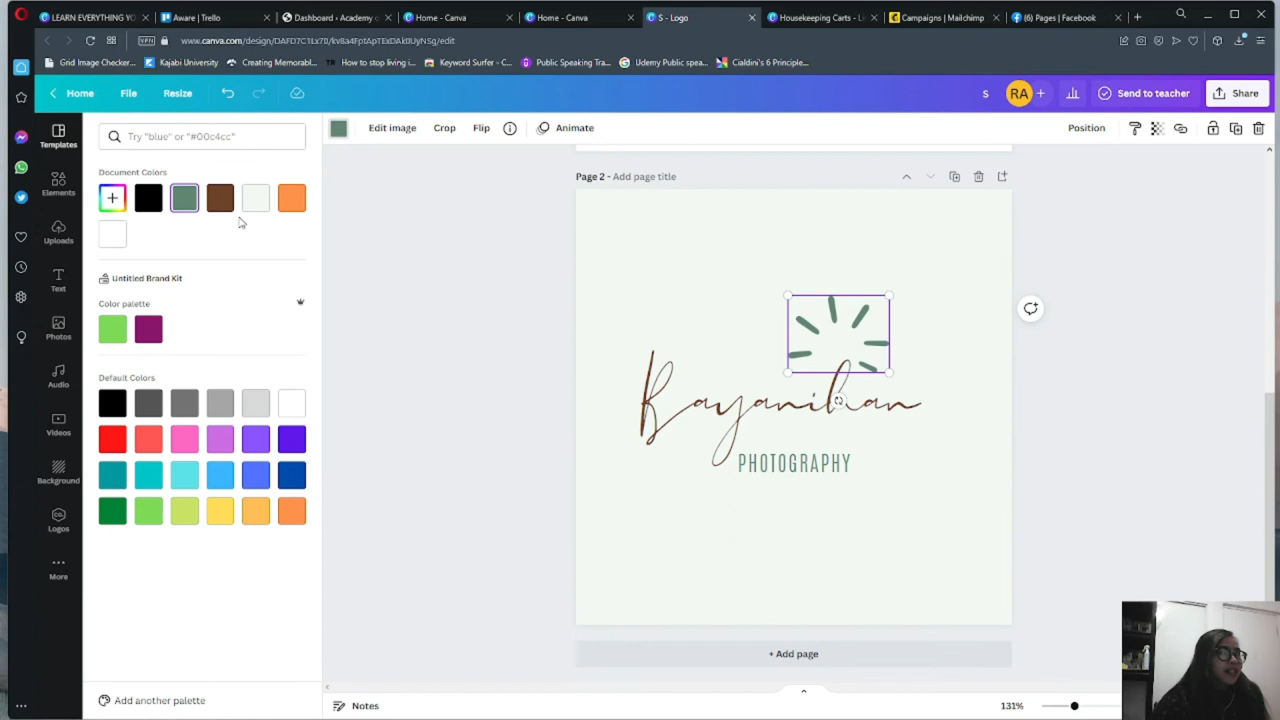 LEARN EVERYTHING YO
Aware | Trello
Dashboard ‹ Academy o
Home - Canva
Home - Canva
S - Logo
Housekeeping Carts - Li
Campaigns | Mailchimp
(6) Pages | Facebook
VPN
Grid Image Checker...
Kajabi University
Creating Memorabl...
TR How to stop living i...
Keyword Surfer - C...
Public Speaking Tra...
Udemy Public spea...
Cialdini's 6 Principle...
Home
File
Resize
S
RA
Send to teacher
Share
Templates
Elements
Uploads
Text
Photos
Audio
Videos
Background
Logos
More
Try "blue" or "#00c4cc"
Document Colors
Untitled Brand Kit
Color palette
Default Colors
Add another palette
Edit image
Crop
Flip
Animate
Position
Page 2 - Add page title
Bayanihan
PHOTOGRAPHY
+ Add page
Notes
131%